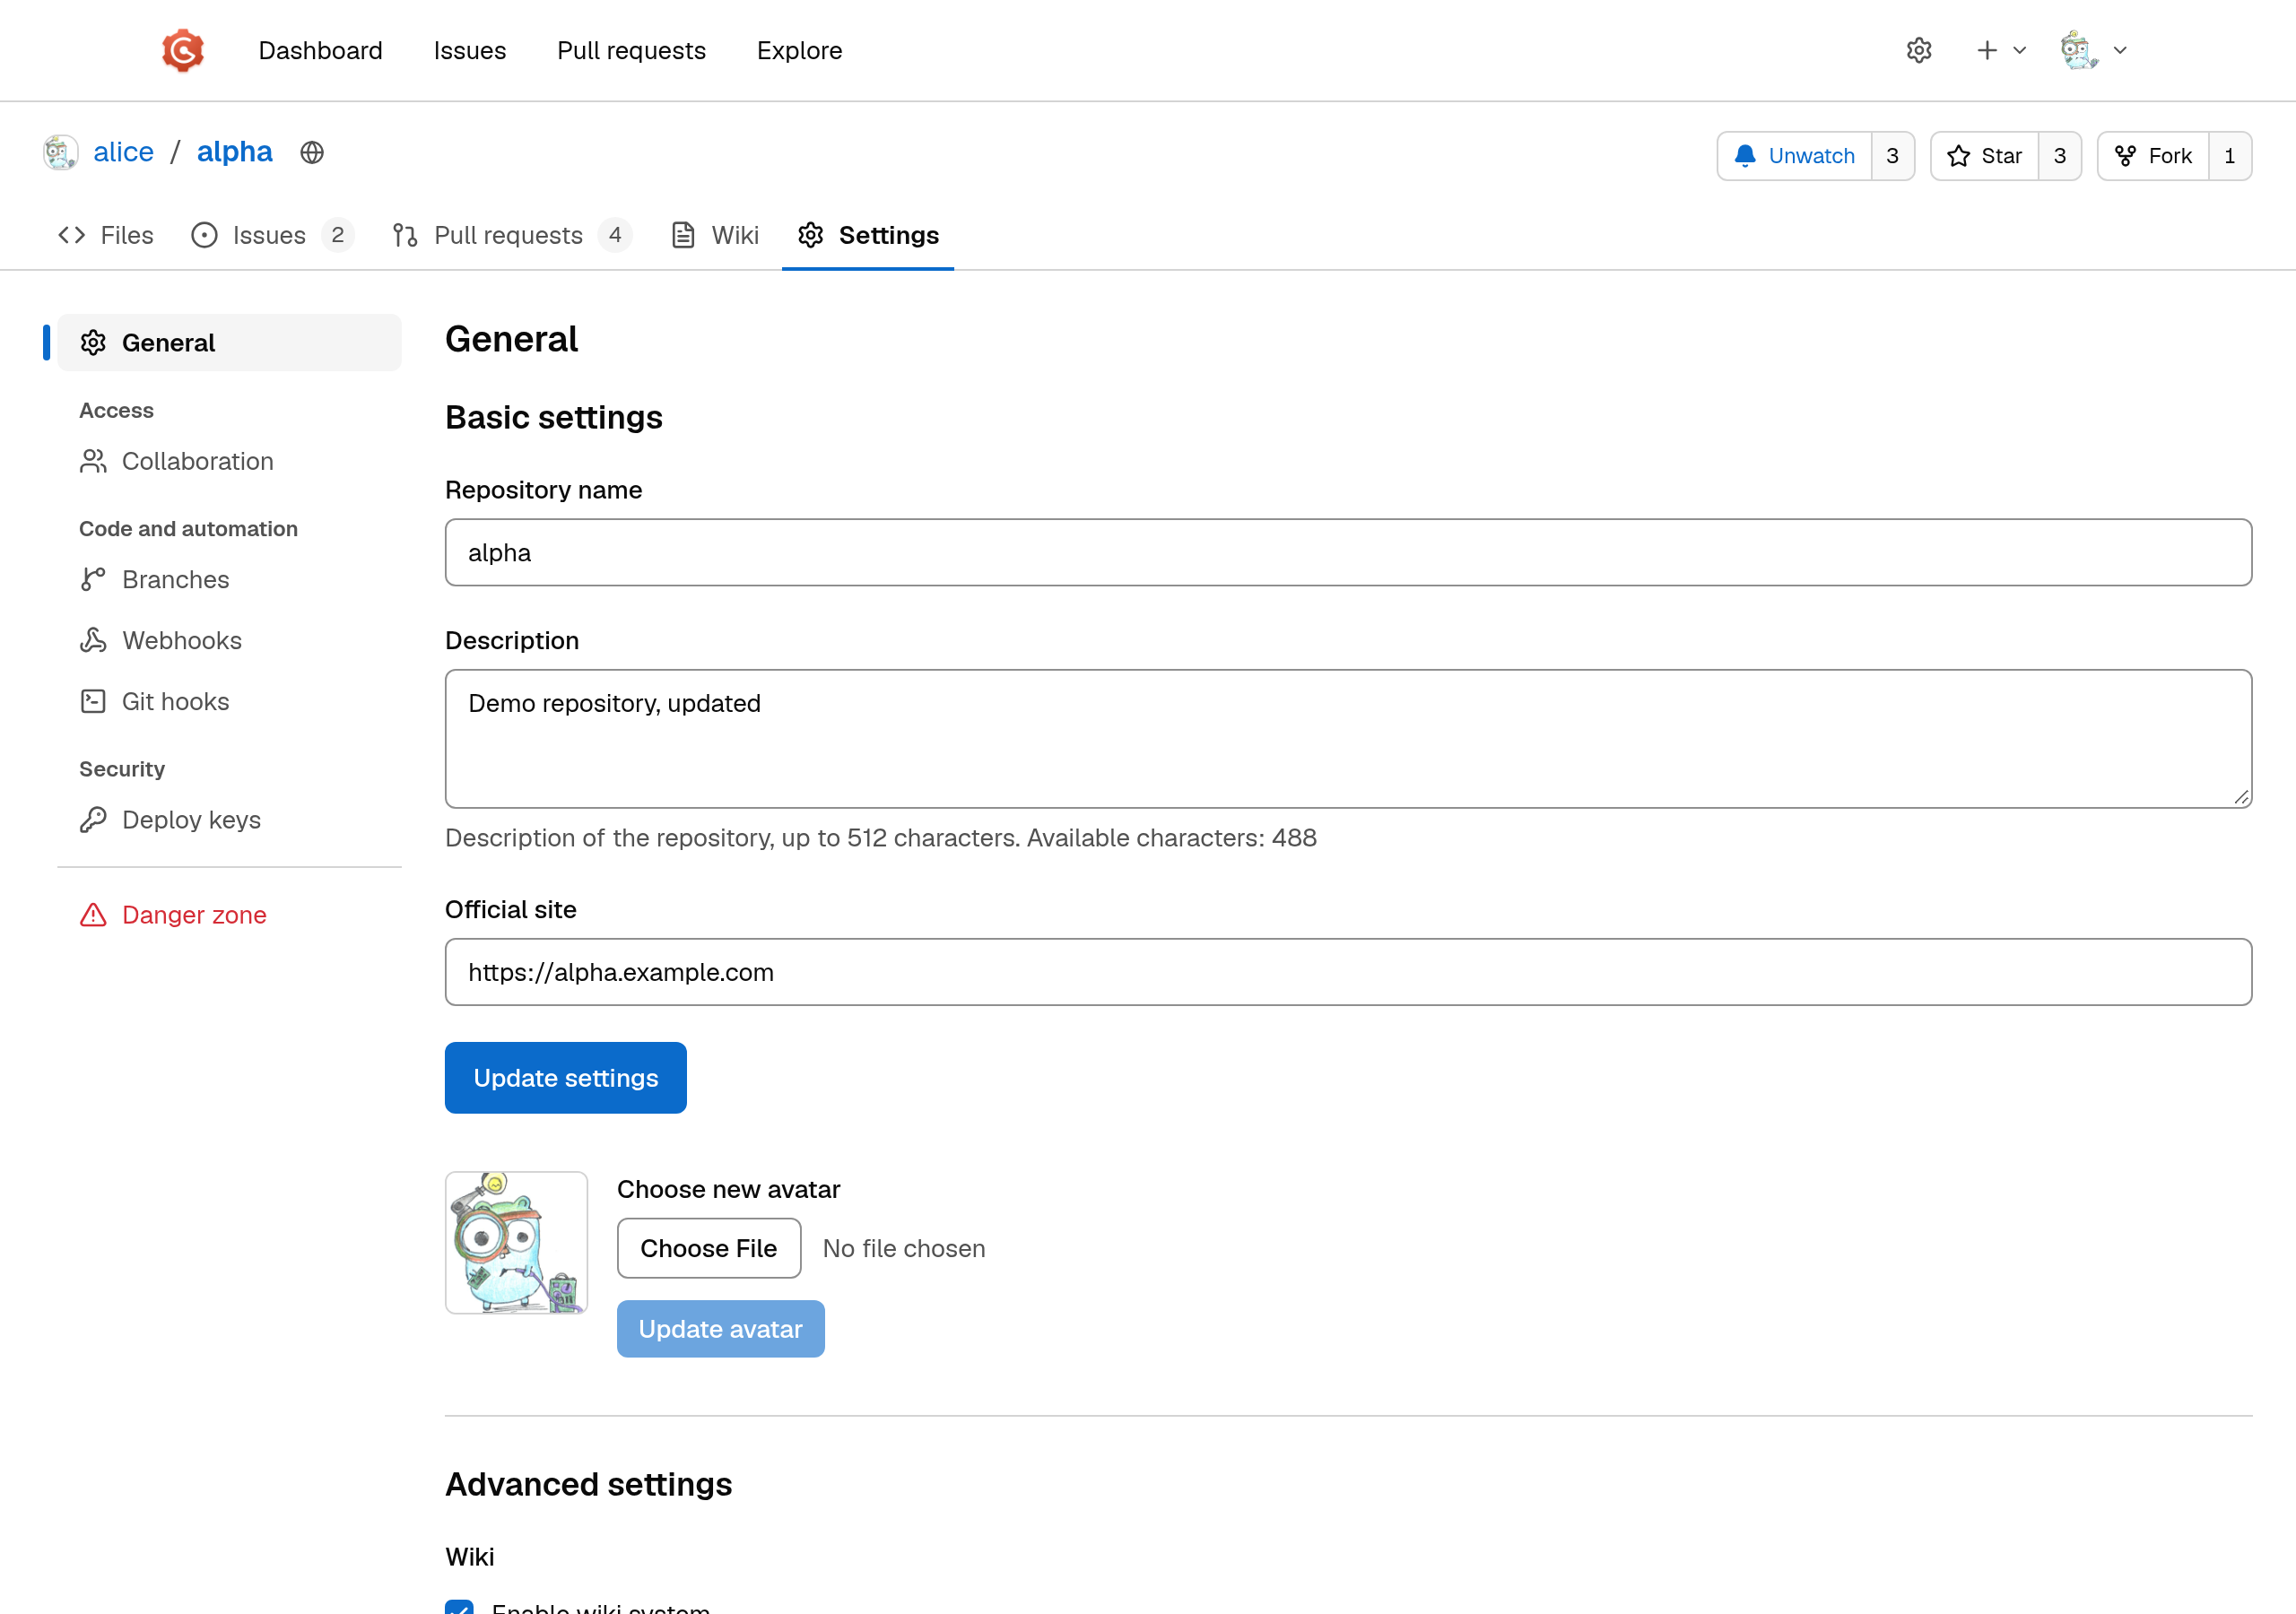 Dashboard Issues Pull requests Explore
alice / alpha
Unwatch 3 Star 3 Fork 1
Files Issues 2 Pull requests 4 Wiki Settings
General
Access
Collaboration
Code and automation
Branches
Webhooks
Git hooks
Security
Deploy keys
Danger zone
General
Basic settings
Repository name
alpha
Description
Demo repository, updated
Description of the repository, up to 512 characters. Available characters: 488
Official site
https://alpha.example.com
Update settings
Choose new avatar
Choose File No file chosen
Update avatar
Advanced settings
Wiki
Enable wiki system